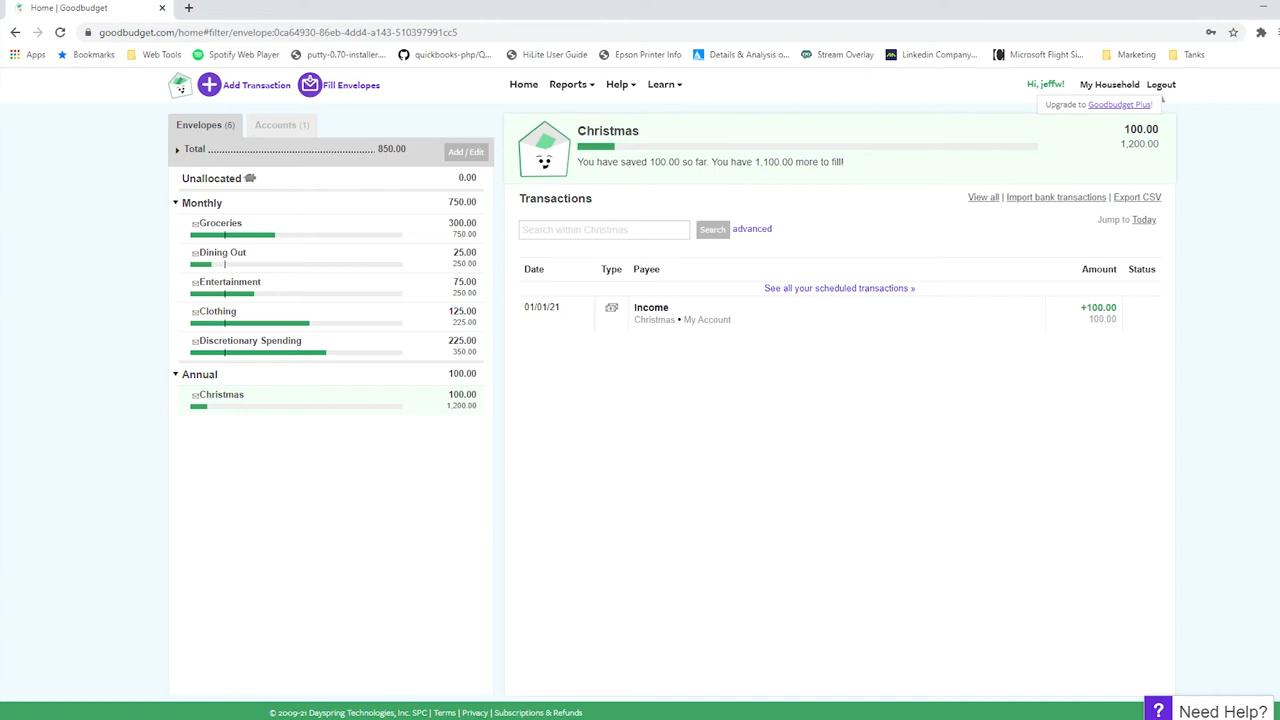 Home | Goodbudget
goodbudget.com/home#filter/envelope:0ca64930-86eb-4dd4-a143-510397991cc5
Apps Bookmarks Web Tools Spotify Web Player putty-0.70-installer.... quickbooks-php/Q... HiLite User Guide Epson Printer Info Details & Analysis o... Stream Overlay Linkedin Company... Microsoft Flight Si... Marketing Tanks
Add Transaction Fill Envelopes Home Reports Help Learn Hi, jeffw! My Household Logout
Upgrade to Goodbudget Plus!
Envelopes (6) Accounts (1)
Total 850.00 Add / Edit
Unallocated 0.00
Monthly 750.00
Groceries 300.00
750.00
Dining Out 25.00
250.00
Entertainment 75.00
250.00
Clothing 125.00
225.00
Discretionary Spending 225.00
350.00
Annual 100.00
Christmas 100.00
1,200.00
Christmas 100.00
1,200.00
You have saved 100.00 so far. You have 1,100.00 more to fill!
Transactions View all | Import bank transactions | Export CSV
Jump to Today
Search within Christmas Search advanced
Date Type Payee Amount Status
See all your scheduled transactions »
01/01/21 Income +100.00
Christmas • My Account 100.00
© 2009-21 Dayspring Technologies, Inc. SPC | Terms | Privacy | Subscriptions & Refunds
? Need Help?